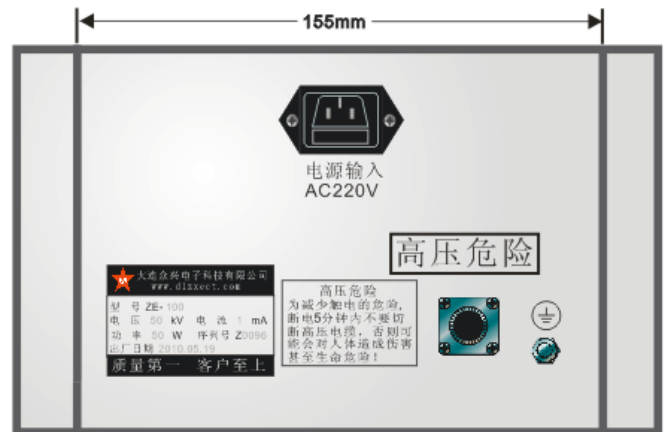 155mm
电源输入
AC220V
高压危险
大连众兴电子科技有限公司
www.dlzxect.com
型 号 ZE-100
电 压 50 kV 电 流 1 mA
功 率 50 W 序列号 Z0096
出厂日期 2010.05.19
质量第一 客户至上
高压危险
为减少触电的危险,
断电5分钟内不要切
断高压电缆,否则可
能会对人体造成伤害
甚至生命危险!